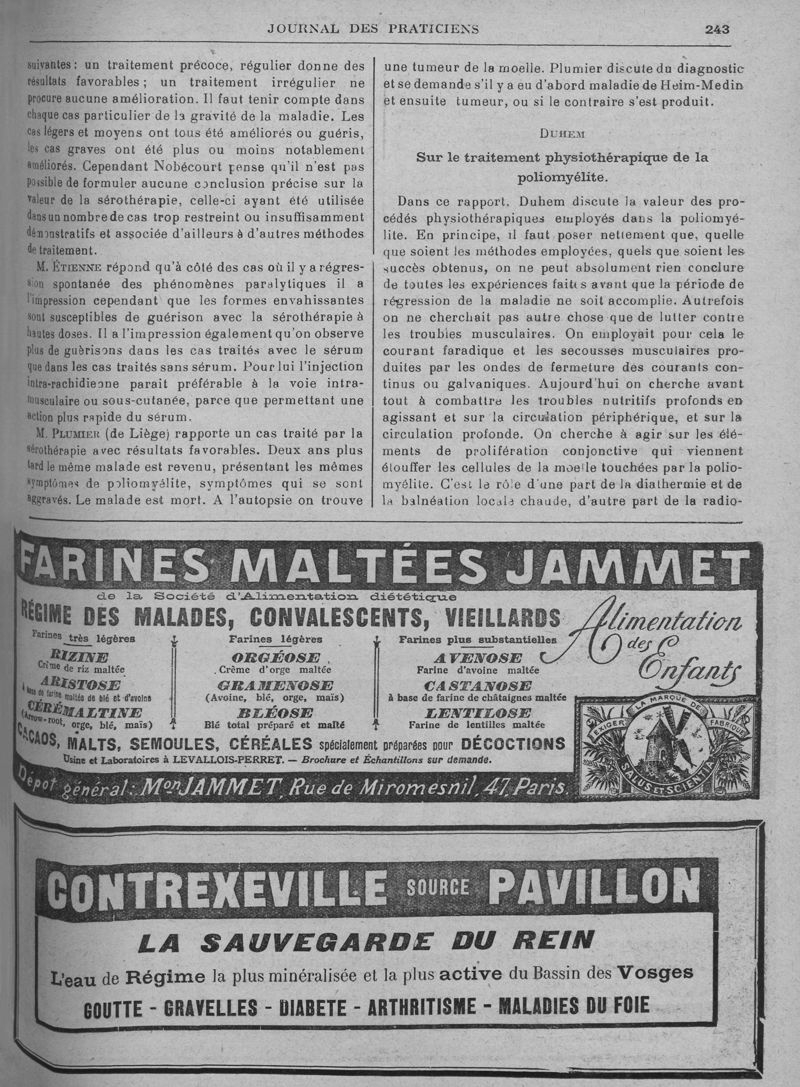 JOURNAL DES PRATICIENS 243
suivantes : un traitement précoce, régulier donne des
résultats favorables ; un traitement irrégulier ne
procure aucune amélioration. Il faut tenir compte dans
chaque cas particulier de la gravité de la maladie. Les
cas légers et moyens ont tous été améliorés ou guéris,
les cas graves ont été plus ou moins notablement
améliorés. Cependant Nobécourt pense qu'il n'est pas
possible de formuler aucune conclusion précise sur la
valeur de la sérothérapie, celle-ci ayant été utilisée
dans un nombre de cas trop restreint ou insuffisamment
démonstratifs et associée d'ailleurs à d'autres méthodes
de traitement.
M. ÉTIENNE répond qu'à côté des cas où il y a régres-
sion spontanée des phénomènes paralytiques il a
l'impression cependant que les formes envahissantes
sont susceptibles de guérison avec la sérothérapie à
hautes doses. Il a l'impression également qu'on observe
plus de guèrisons dans les cas traités avec le sérum
que dans les cas traités sans sérum. Pour lui l'injection
intra-rachidienne parait préférable à la voie intra-
musculaire ou sous-cutanée, parce que permettant une
action plus rapide du sérum.
M. PLUMIER (de Liège) rapporte un cas traité par la
sérothérapie avec résultats favorables. Deux ans plus
tard le même malade est revenu, présentant les mêmes
symptômes de poliomyélite, symptômes qui se sont
aggravés. Le malade est mort. A l'autopsie on trouve
une tumeur de la moelle. Plumier discute du diagnostic
et se demande s'il y a eu d'abord maladie de Heim-Medin
et ensuite tumeur, ou si le contraire s'est produit.
DUHEM
Sur le traitement physiothérapique de la
poliomyélite.
Dans ce rapport, Duhem discute la valeur des pro-
cédés physiothérapiques employés dans la poliomyé-
lite. En principe, il faut poser nettement que, quelle
que soient les méthodes employées, quels que soient les
succès obtenus, on ne peut absolument rien conclure
de toutes les expériences faites avant que la période de
régression de la maladie ne soit accomplie. Autrefois
on ne cherchait pas autre chose que de lutter contre
les troubles musculaires. On employait pour cela le
courant faradique et les secousses musculaires pro-
duites par les ondes de fermeture des courants con-
tinus ou galvaniques. Aujourd'hui on cherche avant
tout à combattre les troubles nutritifs profonds en
agissant et sur la circulation périphérique, et sur la
circulation profonde. On cherche à agir sur les élé-
ments de prolifération conjonctive qui viennent
étouffer les cellules de la moelle touchées par la polio-
myélite. C'est le rôle d'une part de la diathermie et de
la balnéation locale chaude, d'autre part de la radio-
FARINES MALTÉES JAMMET
de la Société d'Alimentation diététique
RÉGIME DES MALADES, CONVALESCENTS, VIEILLARDS
Alimentation
des
Enfants
Farines très légères
RIZINE
Crème de riz maltée
ARISTOSE
à base de farine maltée de blé et d'avoine
CÉRÉMALTINE
(Arrow-root, orge, blé, maïs)
Farines légères
ORGÉOSE
Crème d'orge maltée
GRAMENOSE
(Avoine, blé, orge, maïs)
BLÉOSE
Blé total préparé et malté
Farines plus substantielles
AVENOSE
Farine d'avoine maltée
CASTANOSE
à base de farine de châtaignes maltée
LENTILOSE
Farine de lentilles maltée
CACAOS, MALTS, SEMOULES, CÉRÉALES spécialement préparées pour DÉCOCTIONS
Usine et Laboratoires à LEVALLOIS-PERRET. — Brochure et Échantillons sur demande.
Dépot général : Mon JAMMET, Rue de Miromesnil, 47, Paris.
EXIGER LA MARQUE DE FABRIQUE
SALUS ET SCIENTIA
CONTREXEVILLE SOURCE PAVILLON
LA SAUVEGARDE DU REIN
L'eau de Régime la plus minéralisée et la plus active du Bassin des Vosges
GOUTTE - GRAVELLES - DIABETE - ARTHRITISME - MALADIES DU FOIE